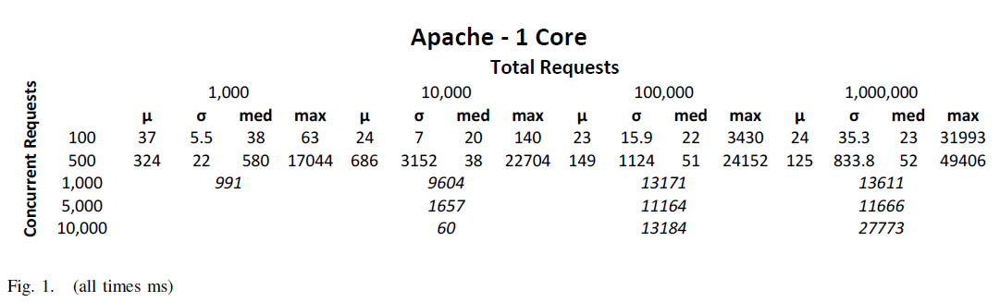 Apache - 1 Core
Total Requests
1,000 10,000 100,000 1,000,000
μ σ med max μ σ med max μ σ med max μ σ med max
Concurrent Requests
100 37 5.5 38 63 24 7 20 140 23 15.9 22 3430 24 35.3 23 31993
500 324 22 580 17044 686 3152 38 22704 149 1124 51 24152 125 833.8 52 49406
1,000 991 9604 13171 13611
5,000 1657 11164 11666
10,000 60 13184 27773
Fig. 1. (all times ms)